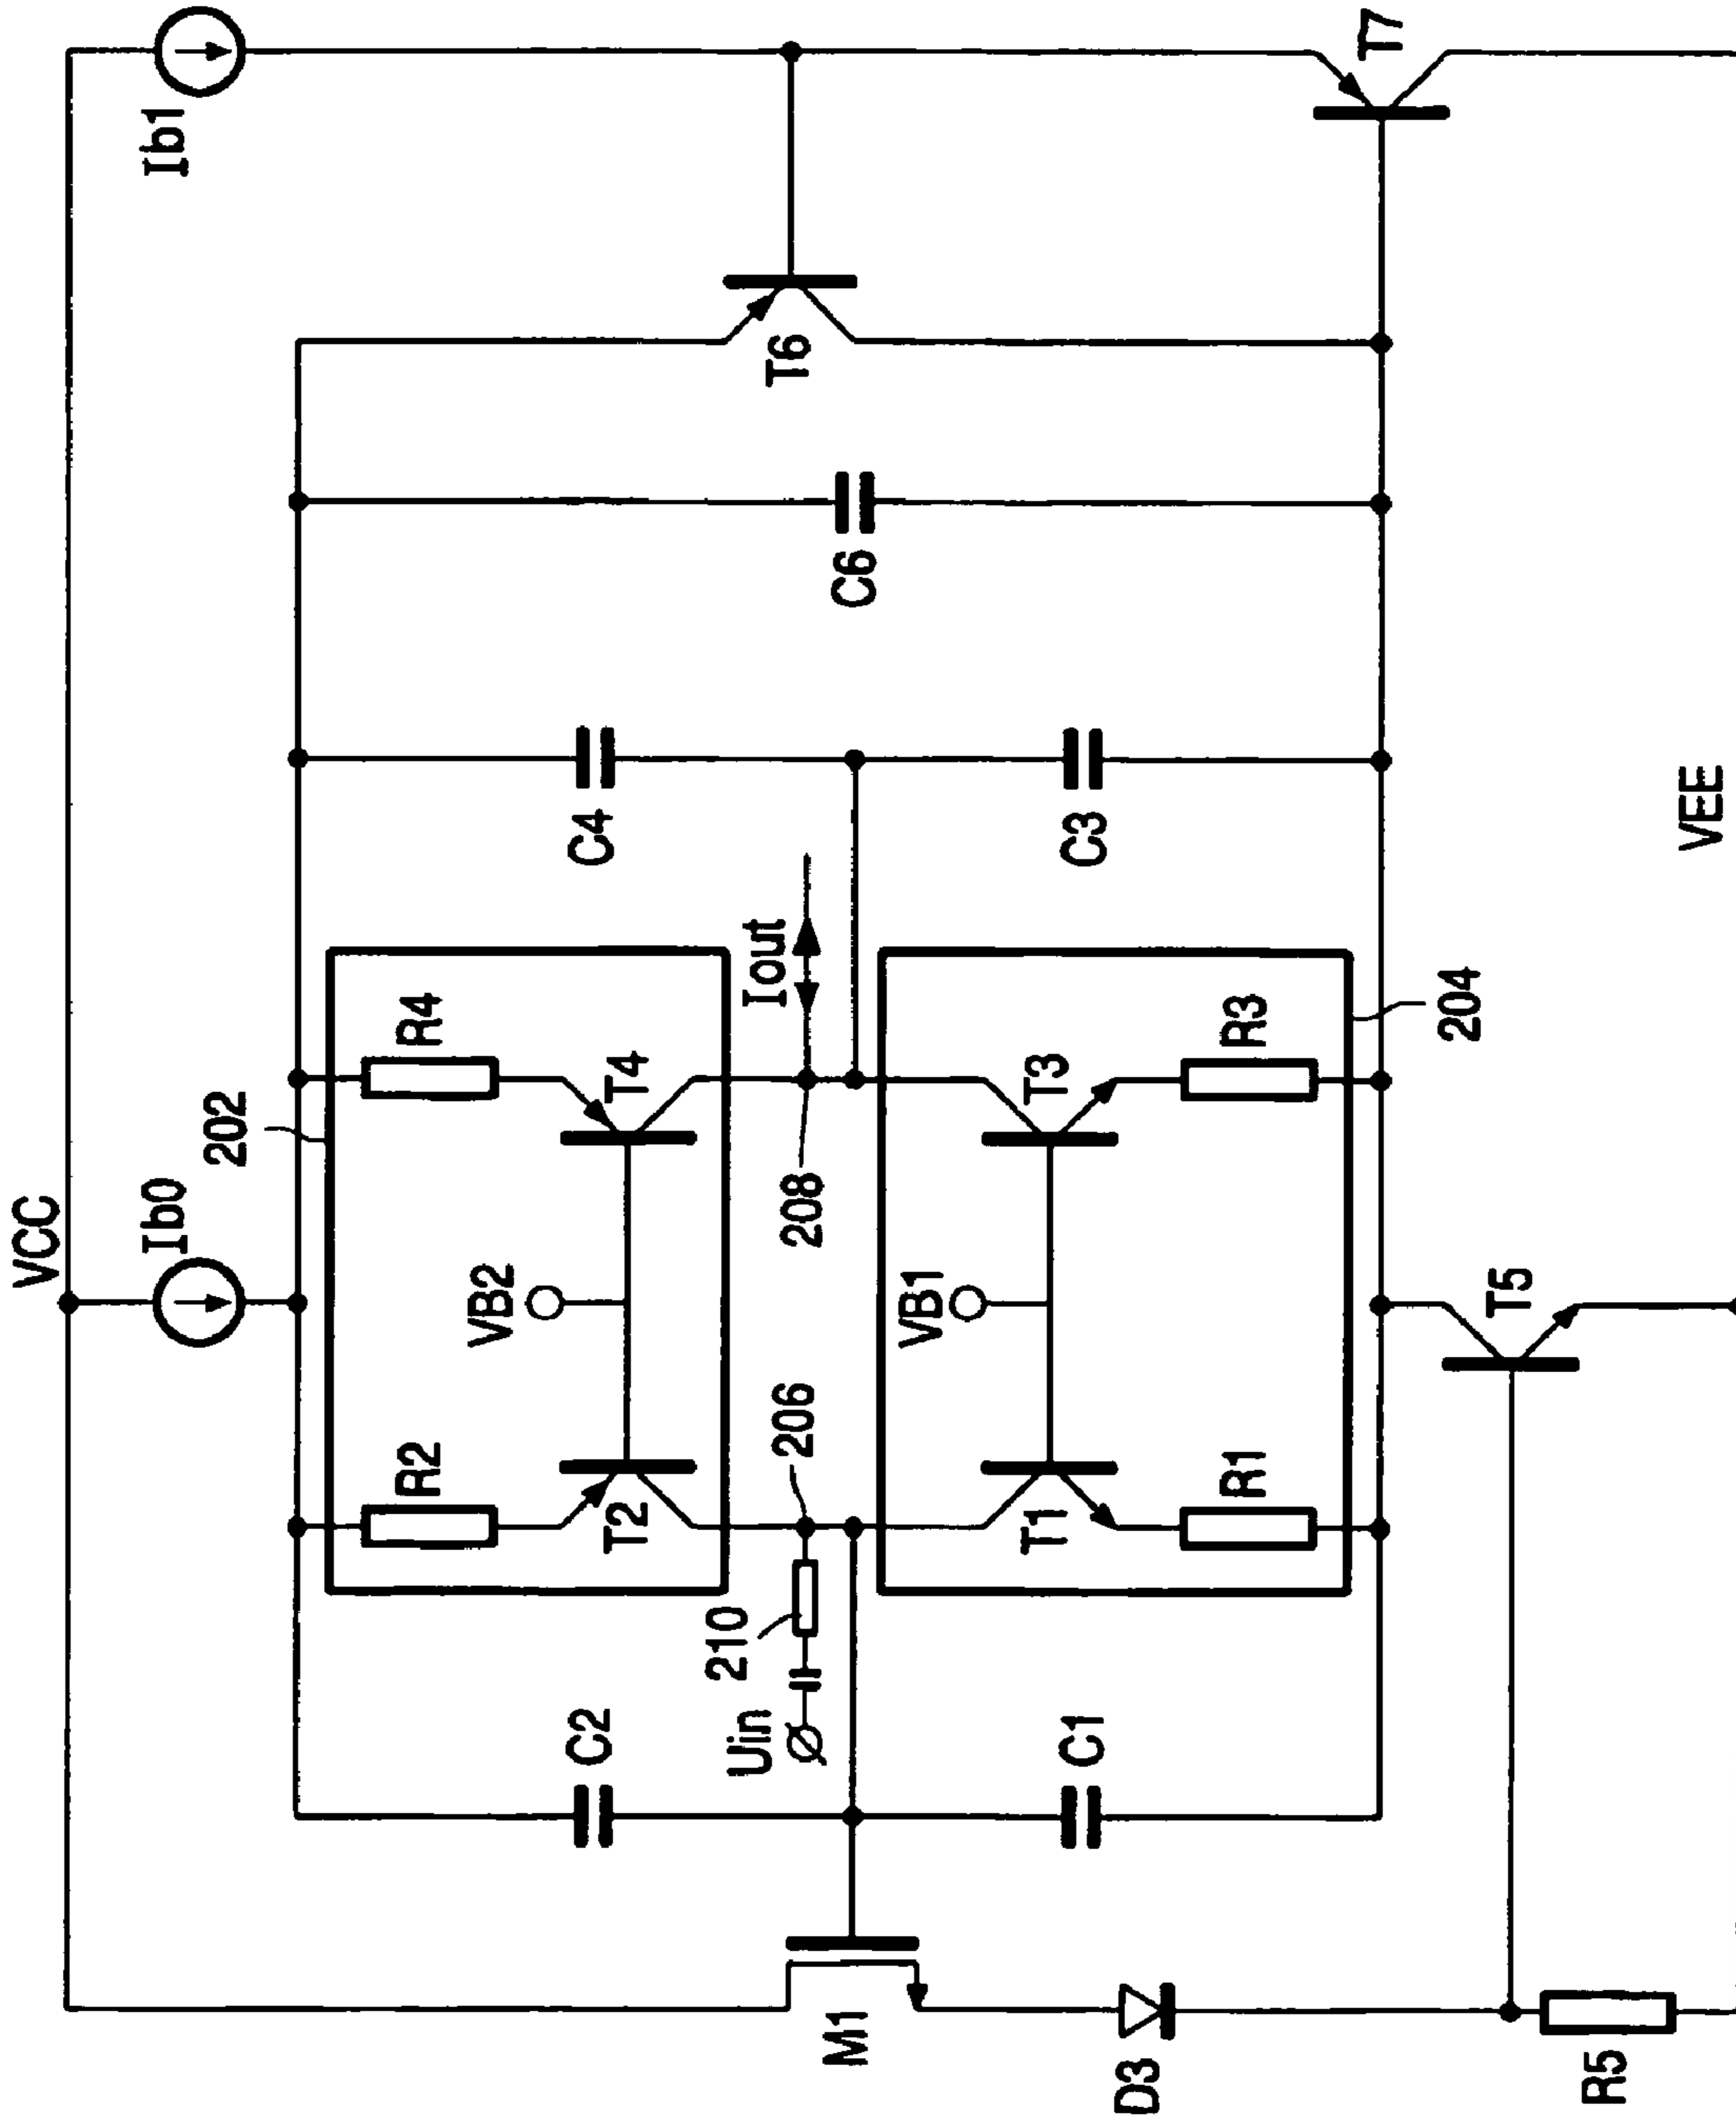 VCC
Ib0
Ib1
202
R2
R4
VB2
T2
T4
C2
C4
T6
Uin
210
206
208
Iout
M1
C6
VB1
T1
T3
C1
C3
R1
R3
D3
204
T7
T5
R5
VEE